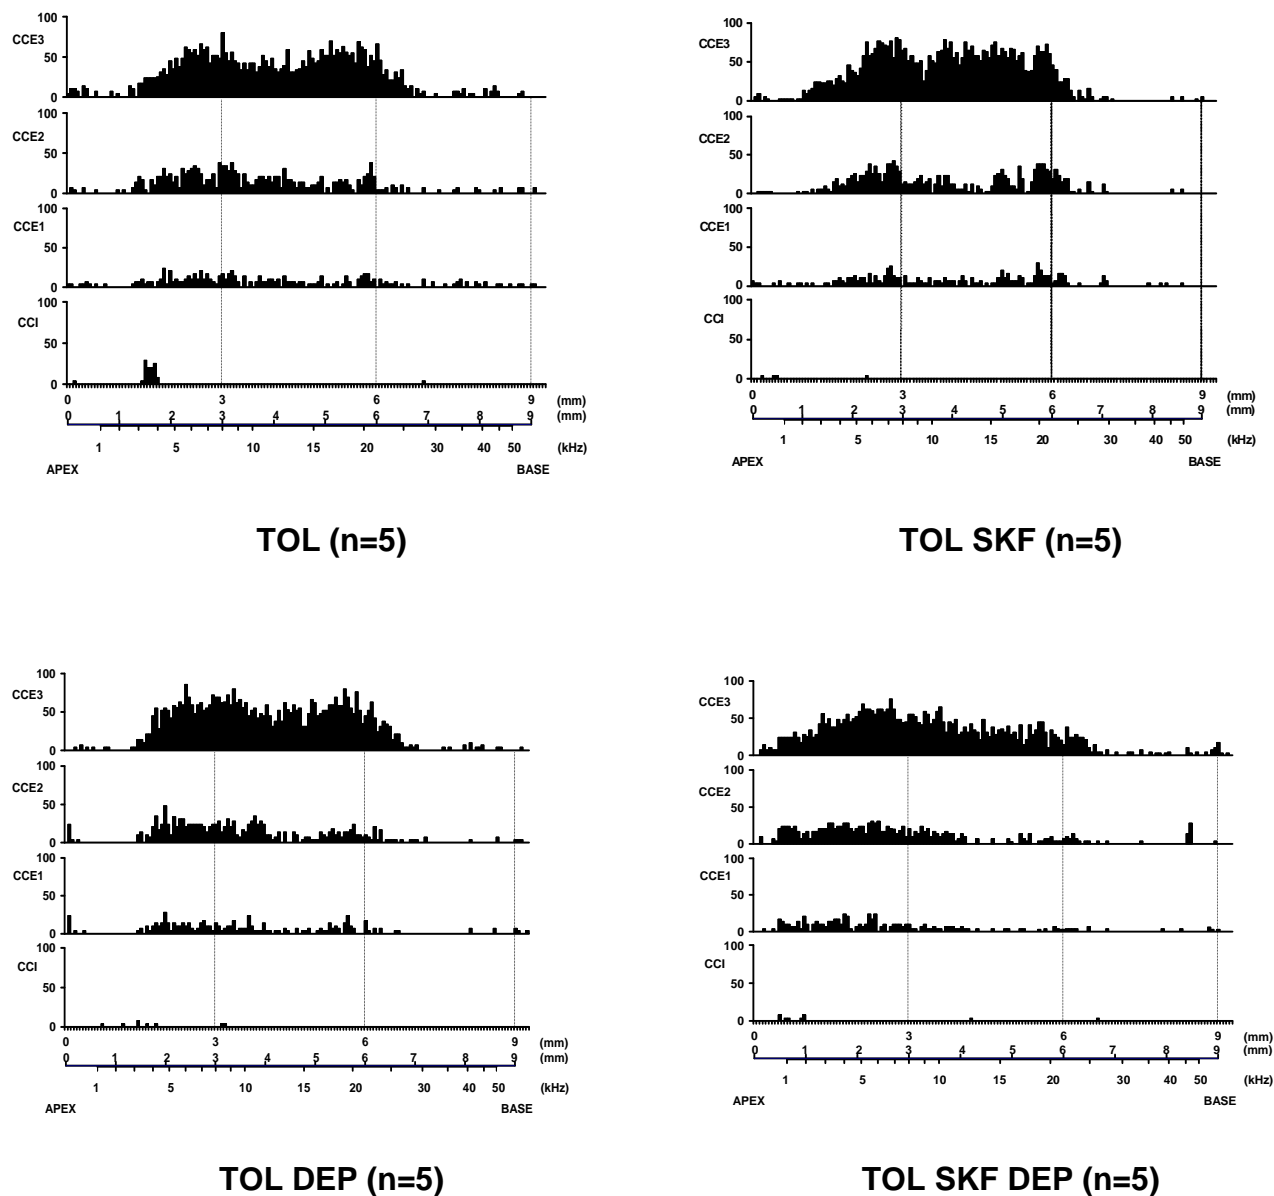 100
CCE3
50
0
100
CCE2
50
0
100
CCE1
50
0
100
CCI
50
0
0 3 6 9 (mm)
0 1 2 3 4 5 6 7 8 9 (mm)
1 5 10 15 20 30 40 50 (kHz)
APEX BASE
TOL (n=5)
100
CCE3
50
0
100
CCE2
50
0
100
CCE1
50
0
100
CCI
50
0
0 3 6 9 (mm)
0 1 2 3 4 5 6 7 8 9 (mm)
1 5 10 15 20 30 40 50 (kHz)
APEX BASE
TOL SKF (n=5)
100
CCE3
50
0
100
CCE2
50
0
100
CCE1
50
0
100
CCI
50
0
0 3 6 9 (mm)
0 1 2 3 4 5 6 7 8 9 (mm)
1 5 10 15 20 30 40 50 (kHz)
APEX BASE
TOL DEP (n=5)
100
CCE3
50
0
100
CCE2
50
0
100
CCE1
50
0
100
CCI
50
0
0 3 6 9 (mm)
0 1 2 3 4 5 6 7 8 9 (mm)
1 5 10 15 20 30 40 50 (kHz)
APEX BASE
TOL SKF DEP (n=5)